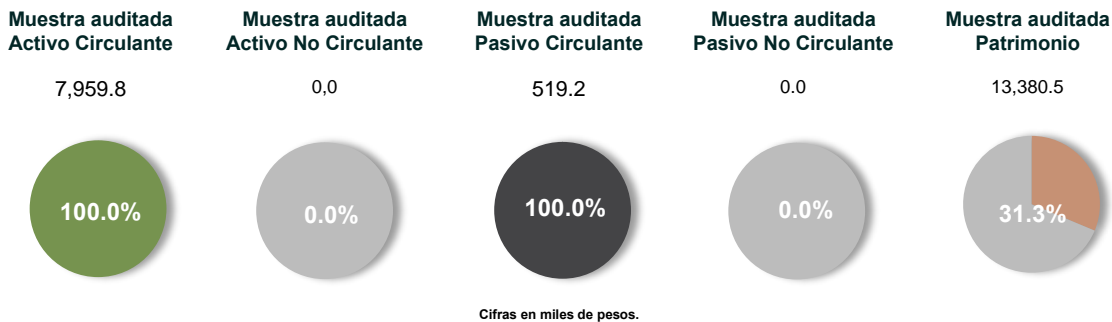 Muestra auditada
Activo Circulante
7,959.8
100.0%
Muestra auditada
Activo No Circulante
0,0
0.0%
Muestra auditada
Pasivo Circulante
519.2
100.0%
Muestra auditada
Pasivo No Circulante
0.0
0.0%
Muestra auditada
Patrimonio
13,380.5
31.3%
Cifras en miles de pesos.